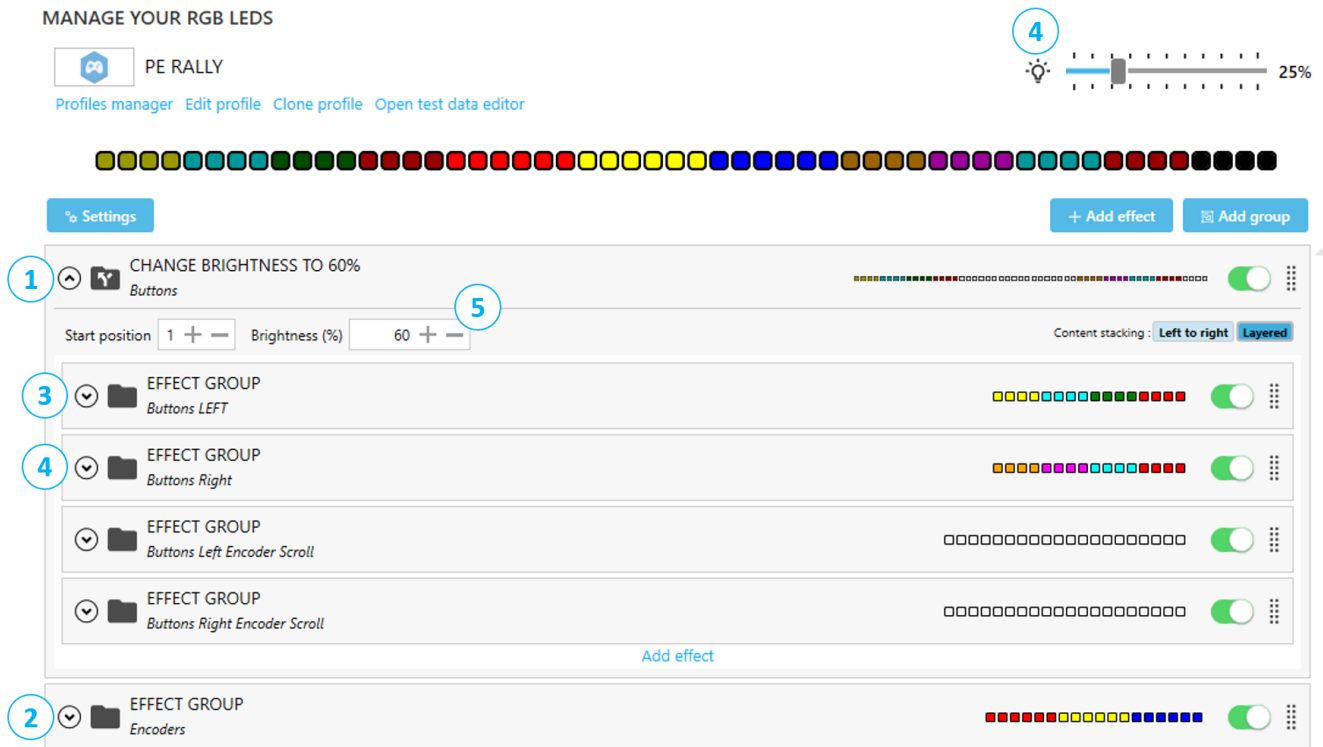 MANAGE YOUR RGB LEDS
4
PE RALLY
25%
Profiles manager Edit profile Clone profile Open test data editor
Settings
+ Add effect Add group
1
CHANGE BRIGHTNESS TO 60%
Buttons
5
Start position 1 + − Brightness (%) 60 + − Content stacking : Left to right Layered
3
EFFECT GROUP
Buttons LEFT
4
EFFECT GROUP
Buttons Right
EFFECT GROUP
Buttons Left Encoder Scroll
EFFECT GROUP
Buttons Right Encoder Scroll
Add effect
2
EFFECT GROUP
Encoders